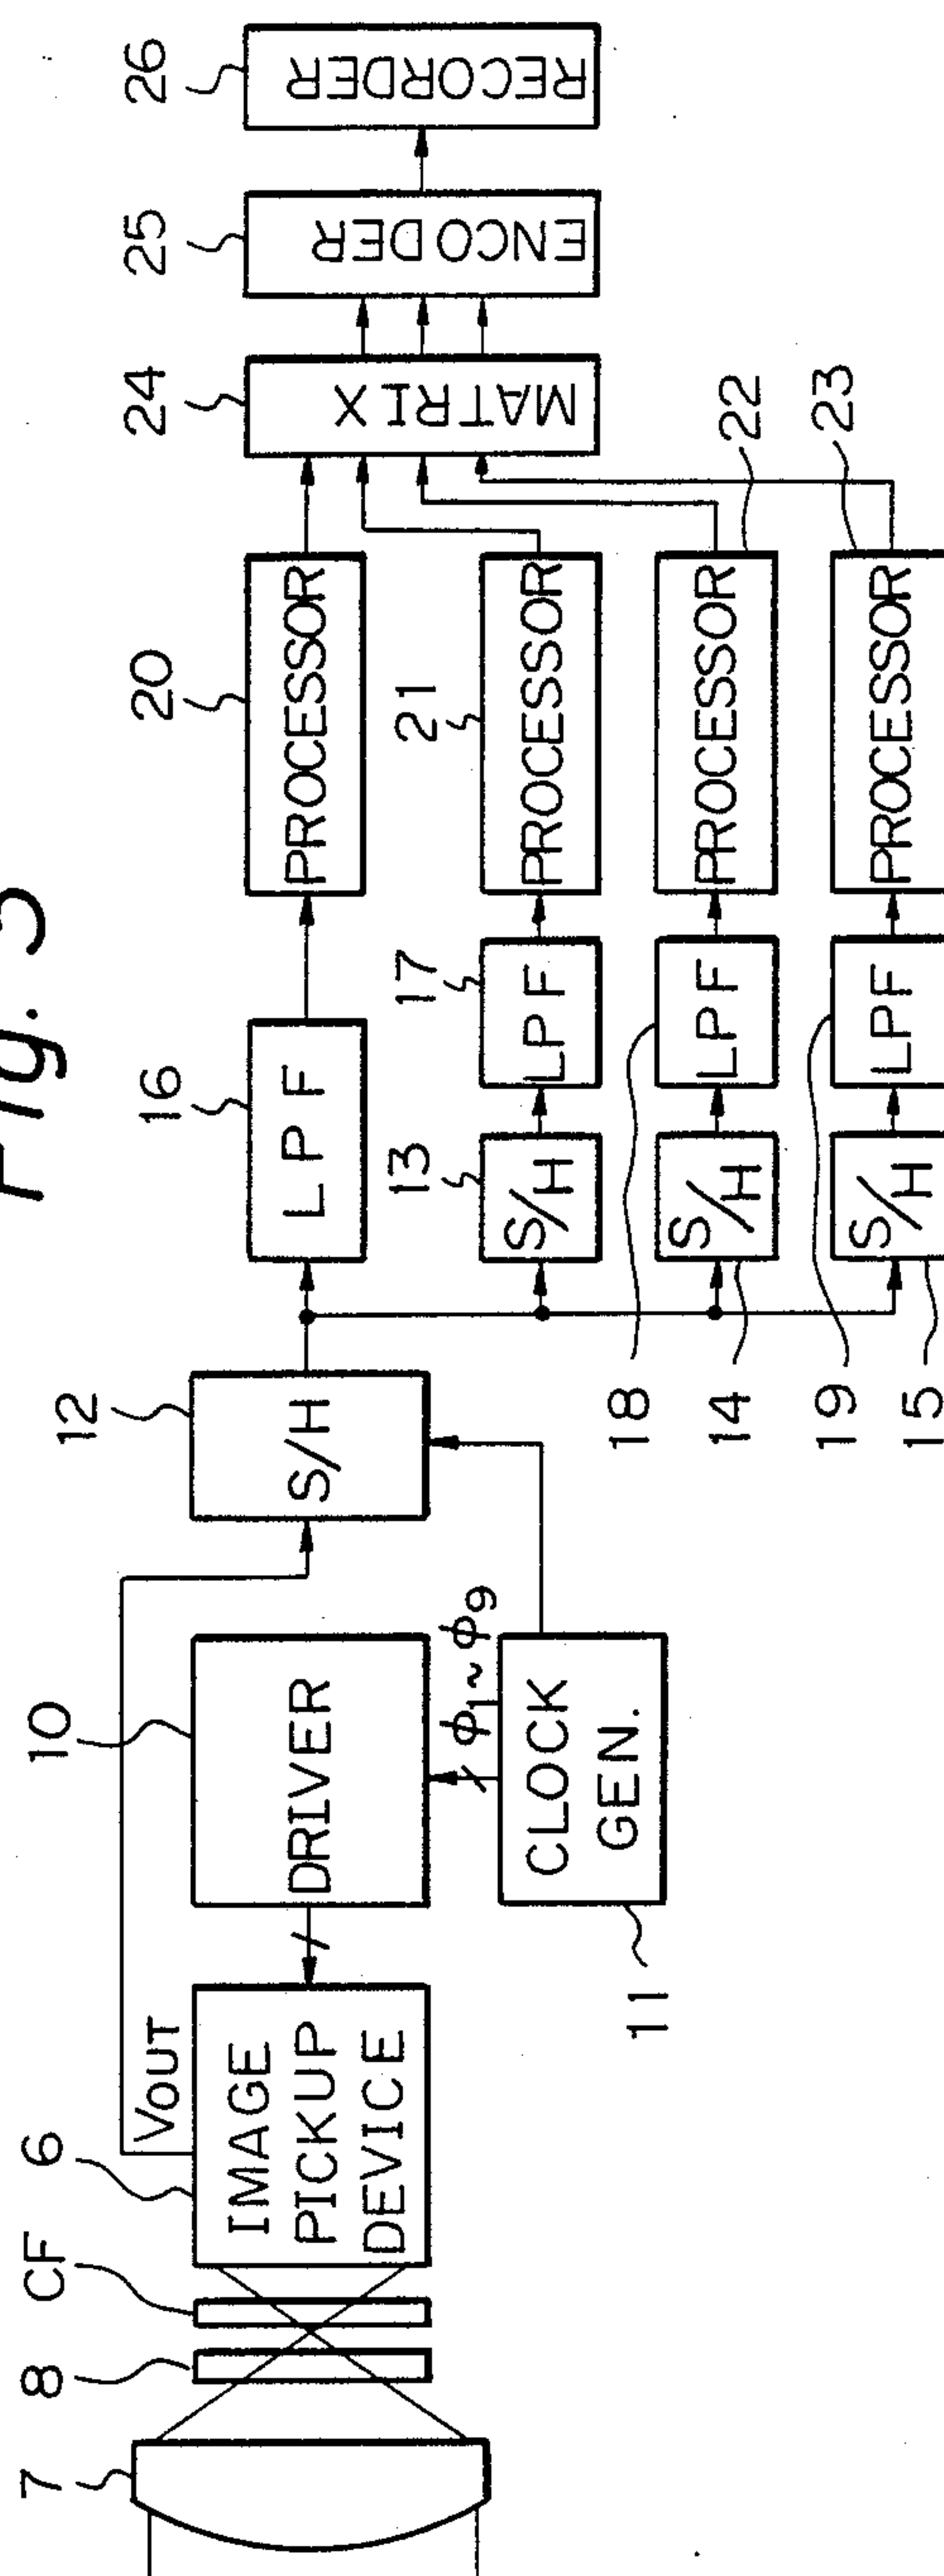 Fig. 3
7
8
CF
6
VOUT
IMAGE
PICKUP
DEVICE
10
DRIVER
ϕ1~ϕ9
CLOCK
GEN.
11
12
S/H
16
LPF
20
PROCESSOR
13
S/H
17
LPF
21
PROCESSOR
14
S/H
18
LPF
22
PROCESSOR
15
S/H
19
LPF
23
PROCESSOR
24
MATRIX
25
ENCODER
26
RECORDER